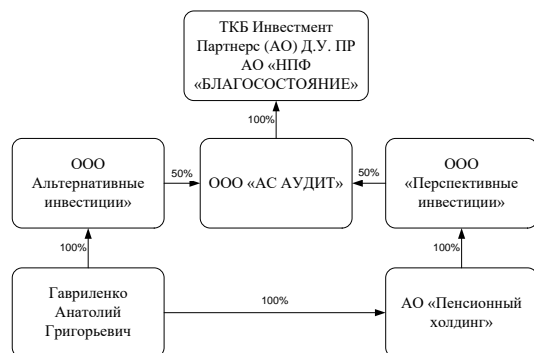 ТКБ Инвестмент
Партнерс (АО) Д.У. ПР
АО «НПФ
«БЛАГОСОСТОЯНИЕ»
100%
ООО
Альтернативные
инвестиции»
50%
ООО «АС АУДИТ»
50%
ООО
«Перспективные
инвестиции»
100%
100%
Гавриленко
Анатолий
Григорьевич
100%
АО «Пенсионный
холдинг»